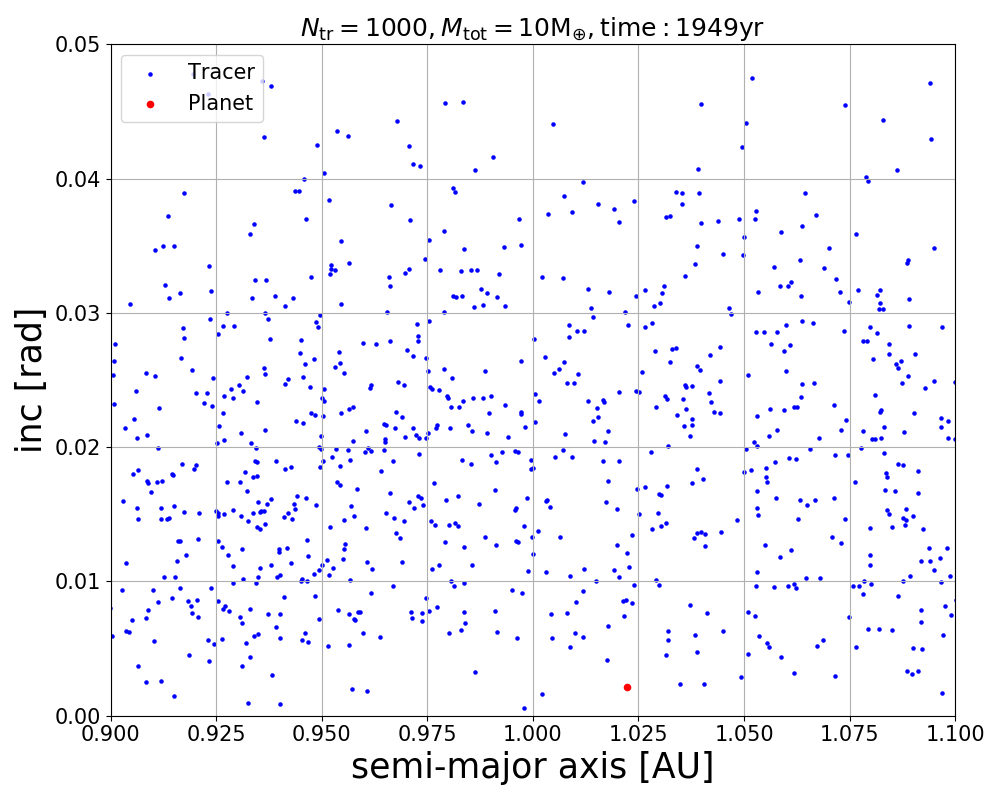 N_tr = 1000, M_tot = 10M_⊕, time : 1949yr
0.05
Tracer
Planet
0.04
0.03
inc [rad]
0.02
0.01
0.00
0.900 0.925 0.950 0.975 1.000 1.025 1.050 1.075 1.100
semi-major axis [AU]